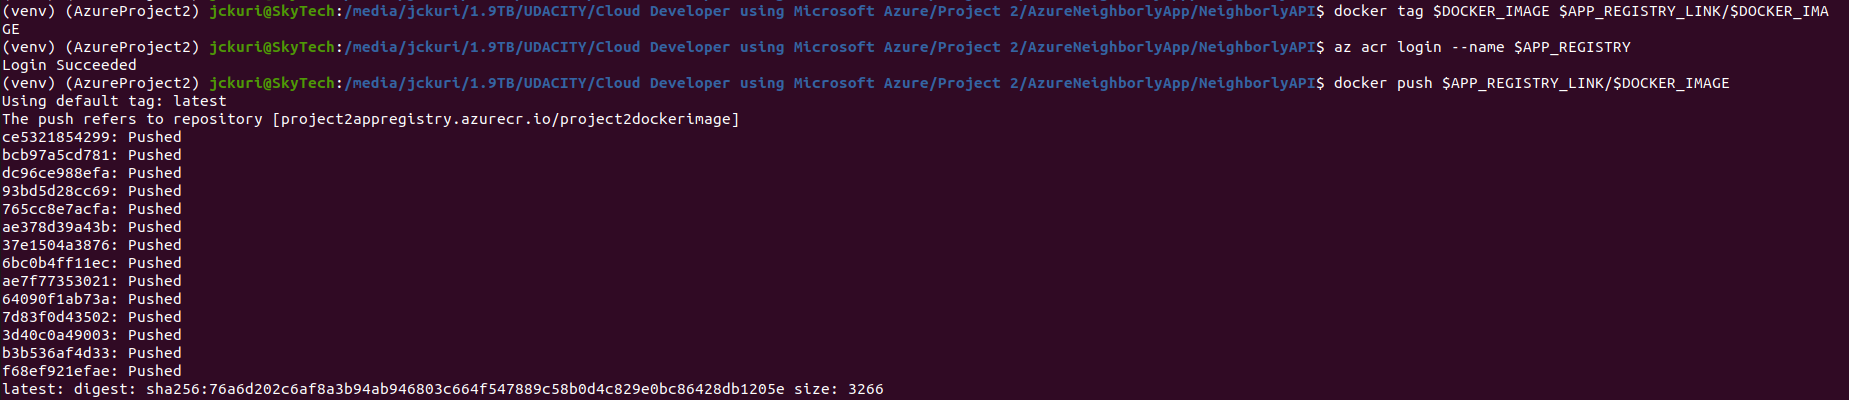 (venv) (AzureProject2) jckuri@SkyTech:/media/jckuri/1.9TB/UDACITY/Cloud Developer using Microsoft Azure/Project 2/AzureNeighborlyApp/NeighborlyAPI$ docker tag $DOCKER_IMAGE $APP_REGISTRY_LINK/$DOCKER_IMA
GE
(venv) (AzureProject2) jckuri@SkyTech:/media/jckuri/1.9TB/UDACITY/Cloud Developer using Microsoft Azure/Project 2/AzureNeighborlyApp/NeighborlyAPI$ az acr login --name $APP_REGISTRY
Login Succeeded
(venv) (AzureProject2) jckuri@SkyTech:/media/jckuri/1.9TB/UDACITY/Cloud Developer using Microsoft Azure/Project 2/AzureNeighborlyApp/NeighborlyAPI$ docker push $APP_REGISTRY_LINK/$DOCKER_IMAGE
Using default tag: latest
The push refers to repository [project2appregistry.azurecr.io/project2dockerimage]
ce5321854299: Pushed
bcb97a5cd781: Pushed
dc96ce988efa: Pushed
93bd5d28cc69: Pushed
765cc8e7acfa: Pushed
ae378d39a43b: Pushed
37e1504a3876: Pushed
6bc0b4ff11ec: Pushed
ae7f77353021: Pushed
64090f1ab73a: Pushed
7d83f0d43502: Pushed
3d40c0a49003: Pushed
b3b536af4d33: Pushed
f68ef921efae: Pushed
latest: digest: sha256:76a6d202c6af8a3b94ab946803c664f547889c58b0d4c829e0bc86428db1205e size: 3266